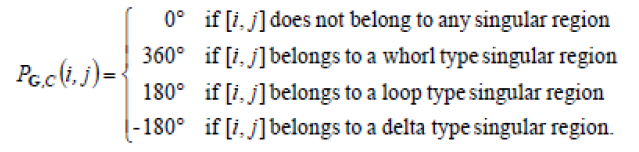 0° if [i, j] does not belong to any singular region
360° if [i, j] belongs to a whorl type singular region
P_G,C (i, j) = {
180° if [i, j] belongs to a loop type singular region
-180° if [i, j] belongs to a delta type singular region.